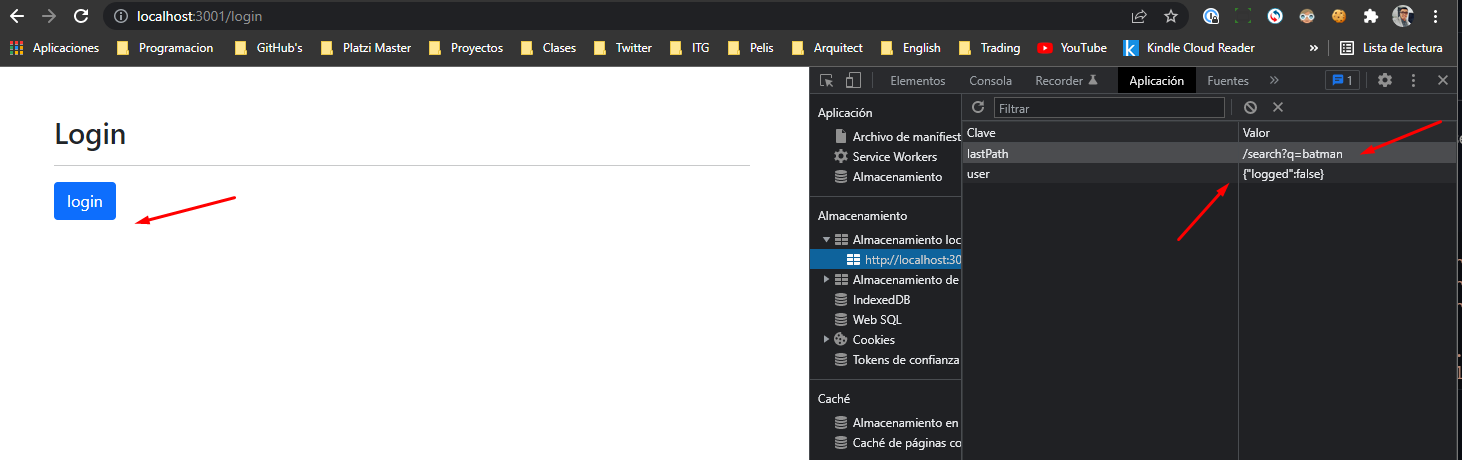 localhost:3001/login
Aplicaciones Programacion GitHub's Platzi Master Proyectos Clases Twitter ITG Pelis Arquitect English Trading YouTube Kindle Cloud Reader » Lista de lectura
Elementos Consola Recorder Aplicación Fuentes » 1
Login
login
Aplicación
Archivo de manifiest
Service Workers
Almacenamiento
Almacenamiento
Almacenamiento loc
http://localhost:30
Almacenamiento de
IndexedDB
Web SQL
Cookies
Tokens de confianza
Caché
Almacenamiento en
Caché de páginas co
Filtrar
Clave Valor
lastPath /search?q=batman
user {"logged":false}